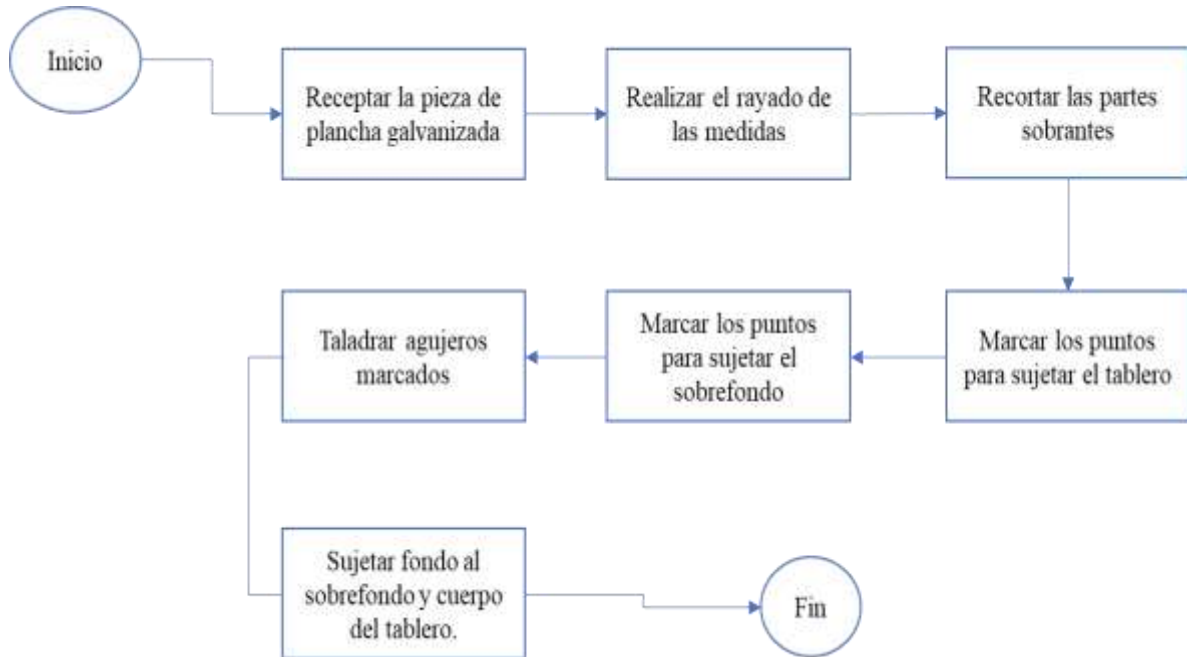 Inicio
Receptar la pieza de
plancha galvanizada
Realizar el rayado de
las medidas
Recortar las partes
sobrantes
Taladrar agujeros
marcados
Marcar los puntos
para sujetar el
sobrefondo
Marcar los puntos
para sujetar el tablero
Sujetar fondo al
sobrefondo y cuerpo
del tablero.
Fin